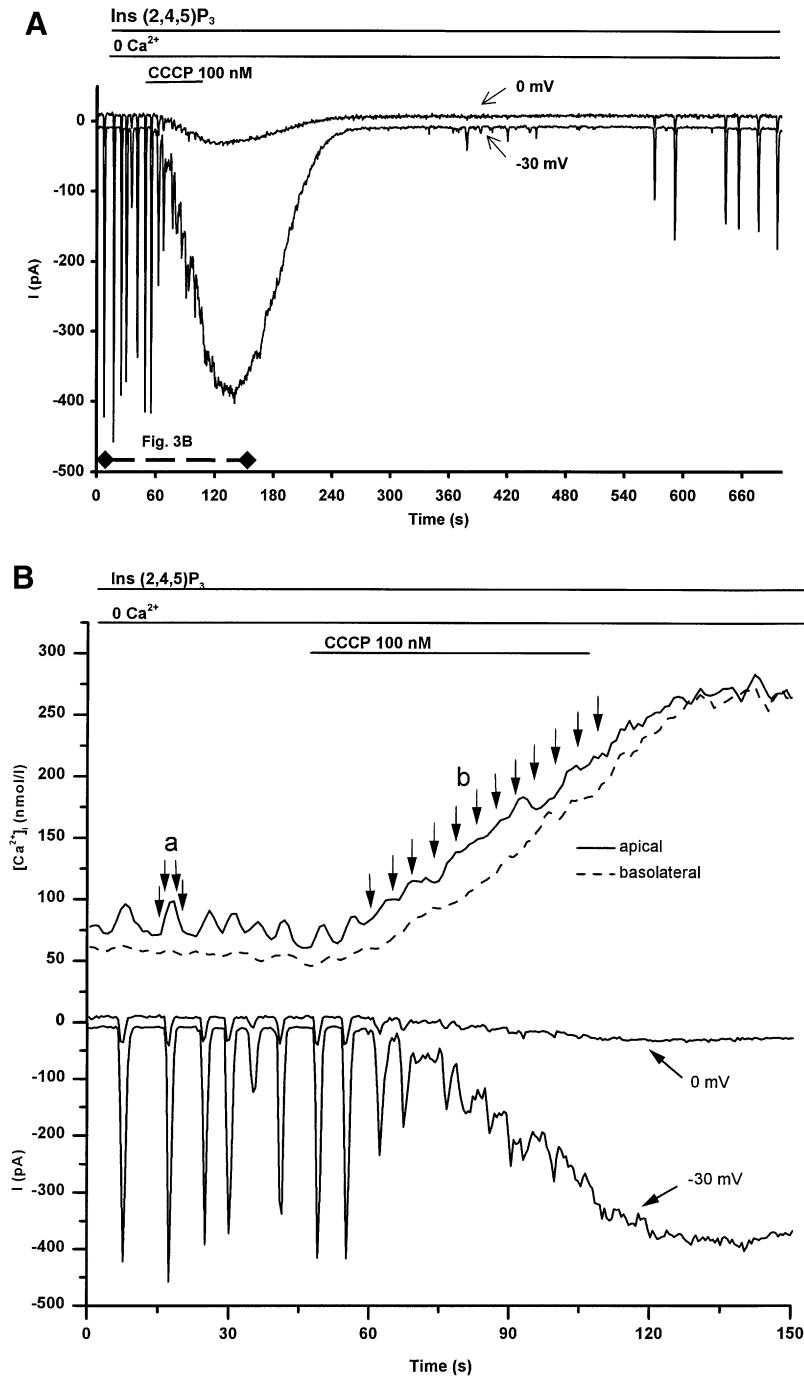 A
Ins (2,4,5)P3
0 Ca2+
CCCP 100 nM
0 mV
-30 mV
0
-100
-200
-300
-400
-500
I (pA)
Fig. 3B
0 60 120 180 240 300 360 420 480 540 600 660
Time (s)
B
Ins (2,4,5)P3
0 Ca2+
CCCP 100 nM
300
250
200
150
100
50
[Ca2+]i (nmol/l)
a
b
apical
basolateral
0
-100
-200
-300
-400
-500
I (pA)
0 mV
-30 mV
0 30 60 90 120 150
Time (s)